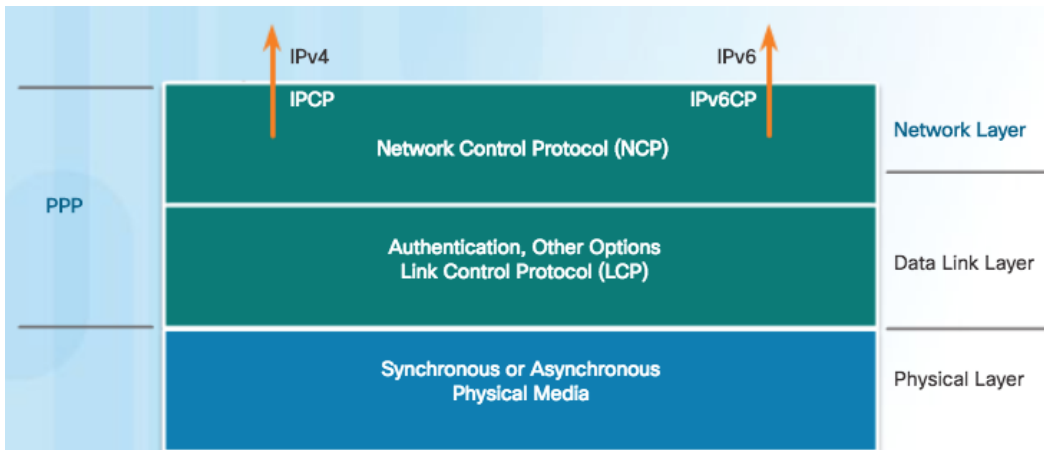 IPv4
IPv6
IPCP
IPv6CP
Network Control Protocol (NCP)
Network Layer
PPP
Authentication, Other Options
Link Control Protocol (LCP)
Data Link Layer
Synchronous or Asynchronous
Physical Media
Physical Layer